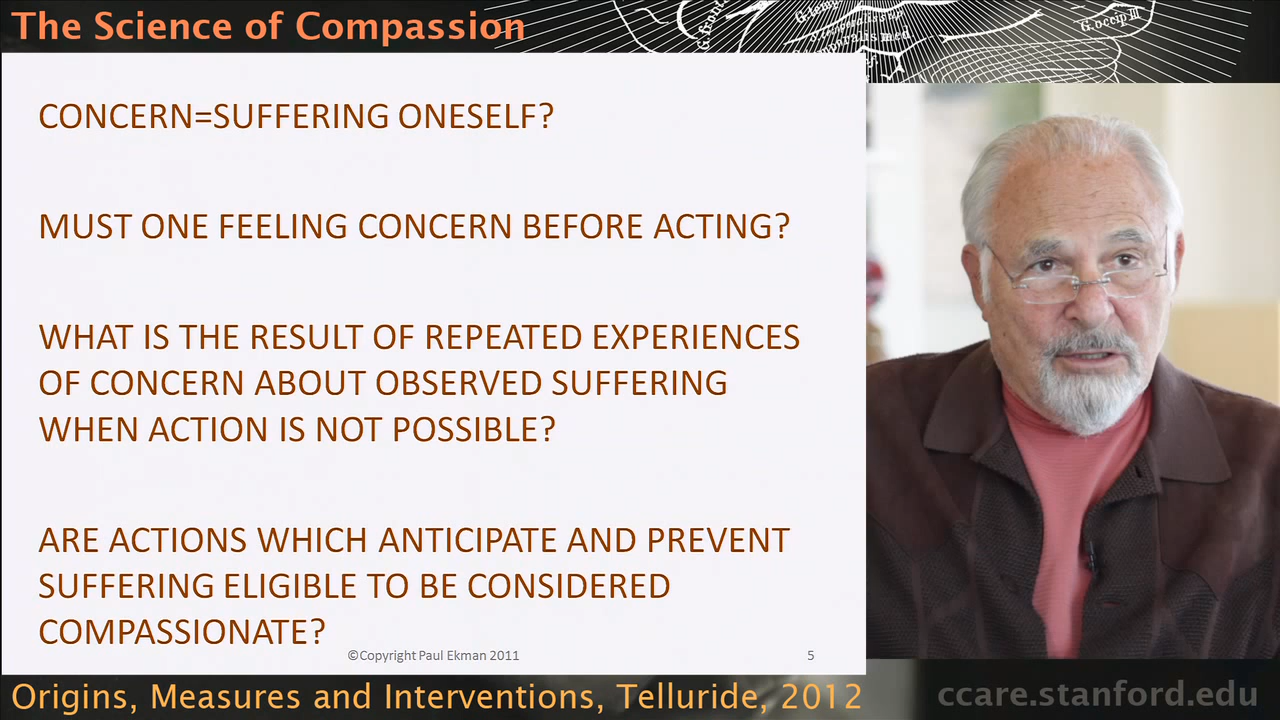 The Science of Compassion
G.occip III
CONCERN=SUFFERING ONESELF?
MUST ONE FEELING CONCERN BEFORE ACTING?
WHAT IS THE RESULT OF REPEATED EXPERIENCES
OF CONCERN ABOUT OBSERVED SUFFERING
WHEN ACTION IS NOT POSSIBLE?
ARE ACTIONS WHICH ANTICIPATE AND PREVENT
SUFFERING ELIGIBLE TO BE CONSIDERED
COMPASSIONATE?
©Copyright Paul Ekman 2011
5
Origins, Measures and Interventions, Telluride, 2012
ccare.stanford.edu